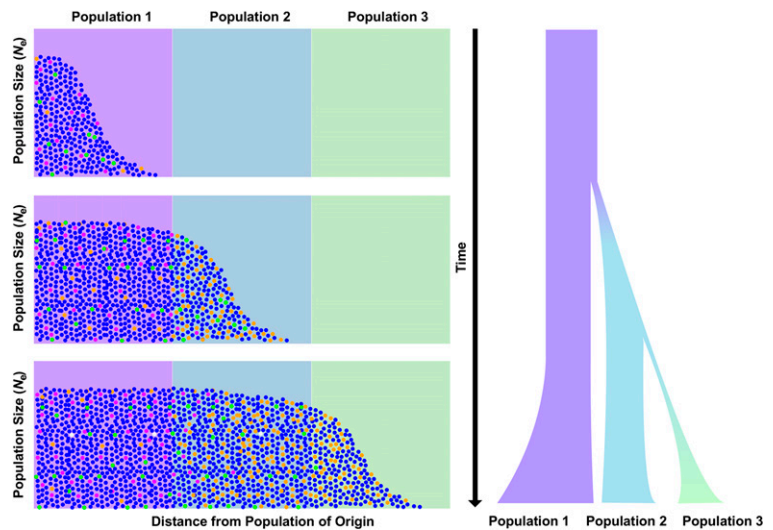 Population 1 Population 2 Population 3
Population Size (Ne)
Population Size (Ne)
Population Size (Ne)
Distance from Population of Origin
Time
Population 1 Population 2 Population 3